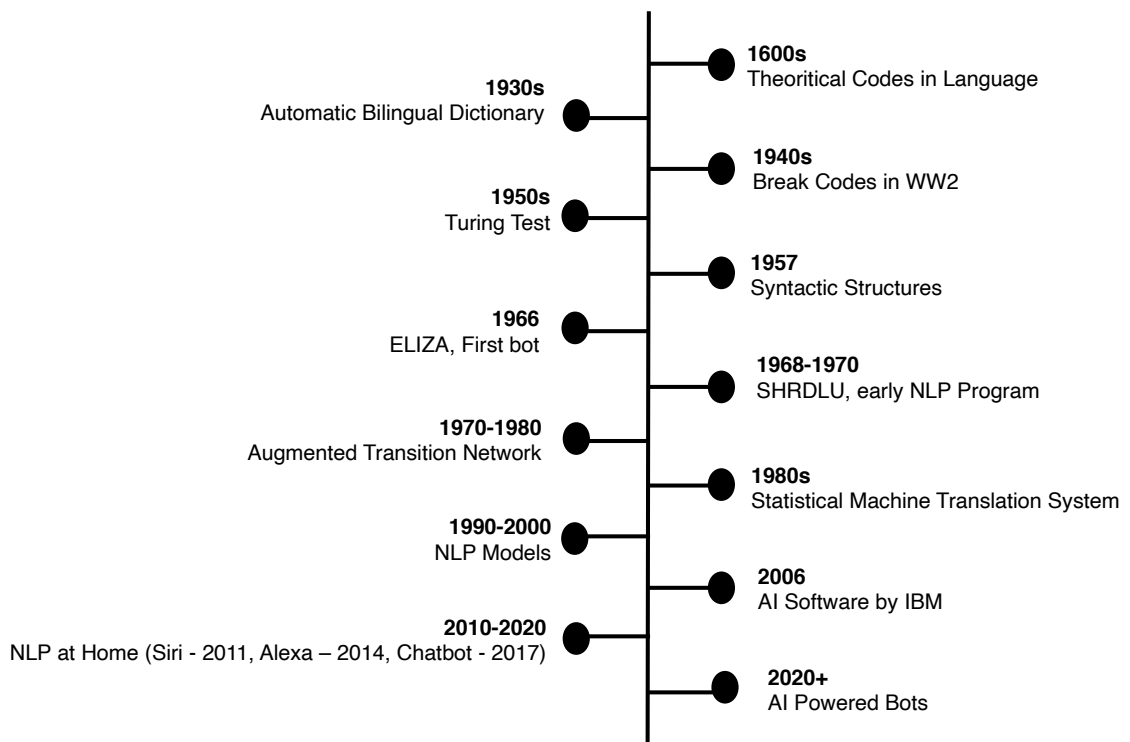 1600s
Theoritical Codes in Language
1930s
Automatic Bilingual Dictionary
1940s
Break Codes in WW2
1950s
Turing Test
1957
Syntactic Structures
1966
ELIZA, First bot
1968-1970
SHRDLU, early NLP Program
1970-1980
Augmented Transition Network
1980s
Statistical Machine Translation System
1990-2000
NLP Models
2006
AI Software by IBM
2010-2020
NLP at Home (Siri - 2011, Alexa – 2014, Chatbot - 2017)
2020+
AI Powered Bots